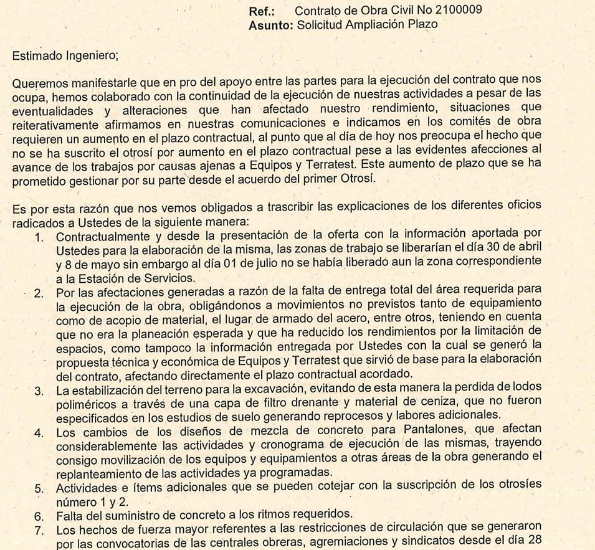 Ref.: Contrato de Obra Civil No 2100009
Asunto: Solicitud Ampliación Plazo
Estimado Ingeniero;
Queremos manifestarle que en pro del apoyo entre las partes para la ejecución del contrato que nos
ocupa, hemos colaborado con la continuidad de la ejecución de nuestras actividades a pesar de las
eventualidades y alteraciones que han afectado nuestro rendimiento, situaciones que
reiterativamente afirmamos en nuestras comunicaciones e indicamos en los comités de obra
requieren un aumento en el plazo contractual, al punto que al día de hoy nos preocupa el hecho que
no se ha suscrito el otrosí por aumento en el plazo contractual pese a las evidentes afecciones al
avance de los trabajos por causas ajenas a Equipos y Terratest. Este aumento de plazo que se ha
prometido gestionar por su parte desde el acuerdo del primer Otrosí.
Es por esta razón que nos vemos obligados a trascribir las explicaciones de los diferentes oficios
radicados a Ustedes de la siguiente manera:
1. Contractualmente y desde la presentación de la oferta con la información aportada por
Ustedes para la elaboración de la misma, las zonas de trabajo se liberarían el día 30 de abril
y 8 de mayo sin embargo al día 01 de julio no se había liberado aun la zona correspondiente
a la Estación de Servicios.
2. Por las afectaciones generadas a razón de la falta de entrega total del área requerida para
la ejecución de la obra, obligándonos a movimientos no previstos tanto de equipamiento
como de acopio de material, el lugar de armado del acero, entre otros, teniendo en cuenta
que no era la planeación esperada y que ha reducido los rendimientos por la limitación de
espacios, como tampoco la información entregada por Ustedes con la cual se generó la
propuesta técnica y económica de Equipos y Terratest que sirvió de base para la elaboración
del contrato, afectando directamente el plazo contractual acordado.
3. La estabilización del terreno para la excavación, evitando de esta manera la perdida de lodos
poliméricos a través de una capa de filtro drenante y material de ceniza, que no fueron
especificados en los estudios de suelo generando reprocesos y labores adicionales.
4. Los cambios de los diseños de mezcla de concreto para Pantalones, que afectan
considerablemente las actividades y cronograma de ejecución de las mismas, trayendo
consigo movilización de los equipos y equipamientos a otras áreas de la obra generando el
replanteamiento de las actividades ya programadas.
5. Actividades e ítems adicionales que se pueden cotejar con la suscripción de los otrosíes
número 1 y 2.
6. Falta del suministro de concreto a los ritmos requeridos.
7. Los hechos de fuerza mayor referentes a las restricciones de circulación que se generaron
por las convocatorias de las centrales obreras, agremiaciones y sindicatos desde el día 28